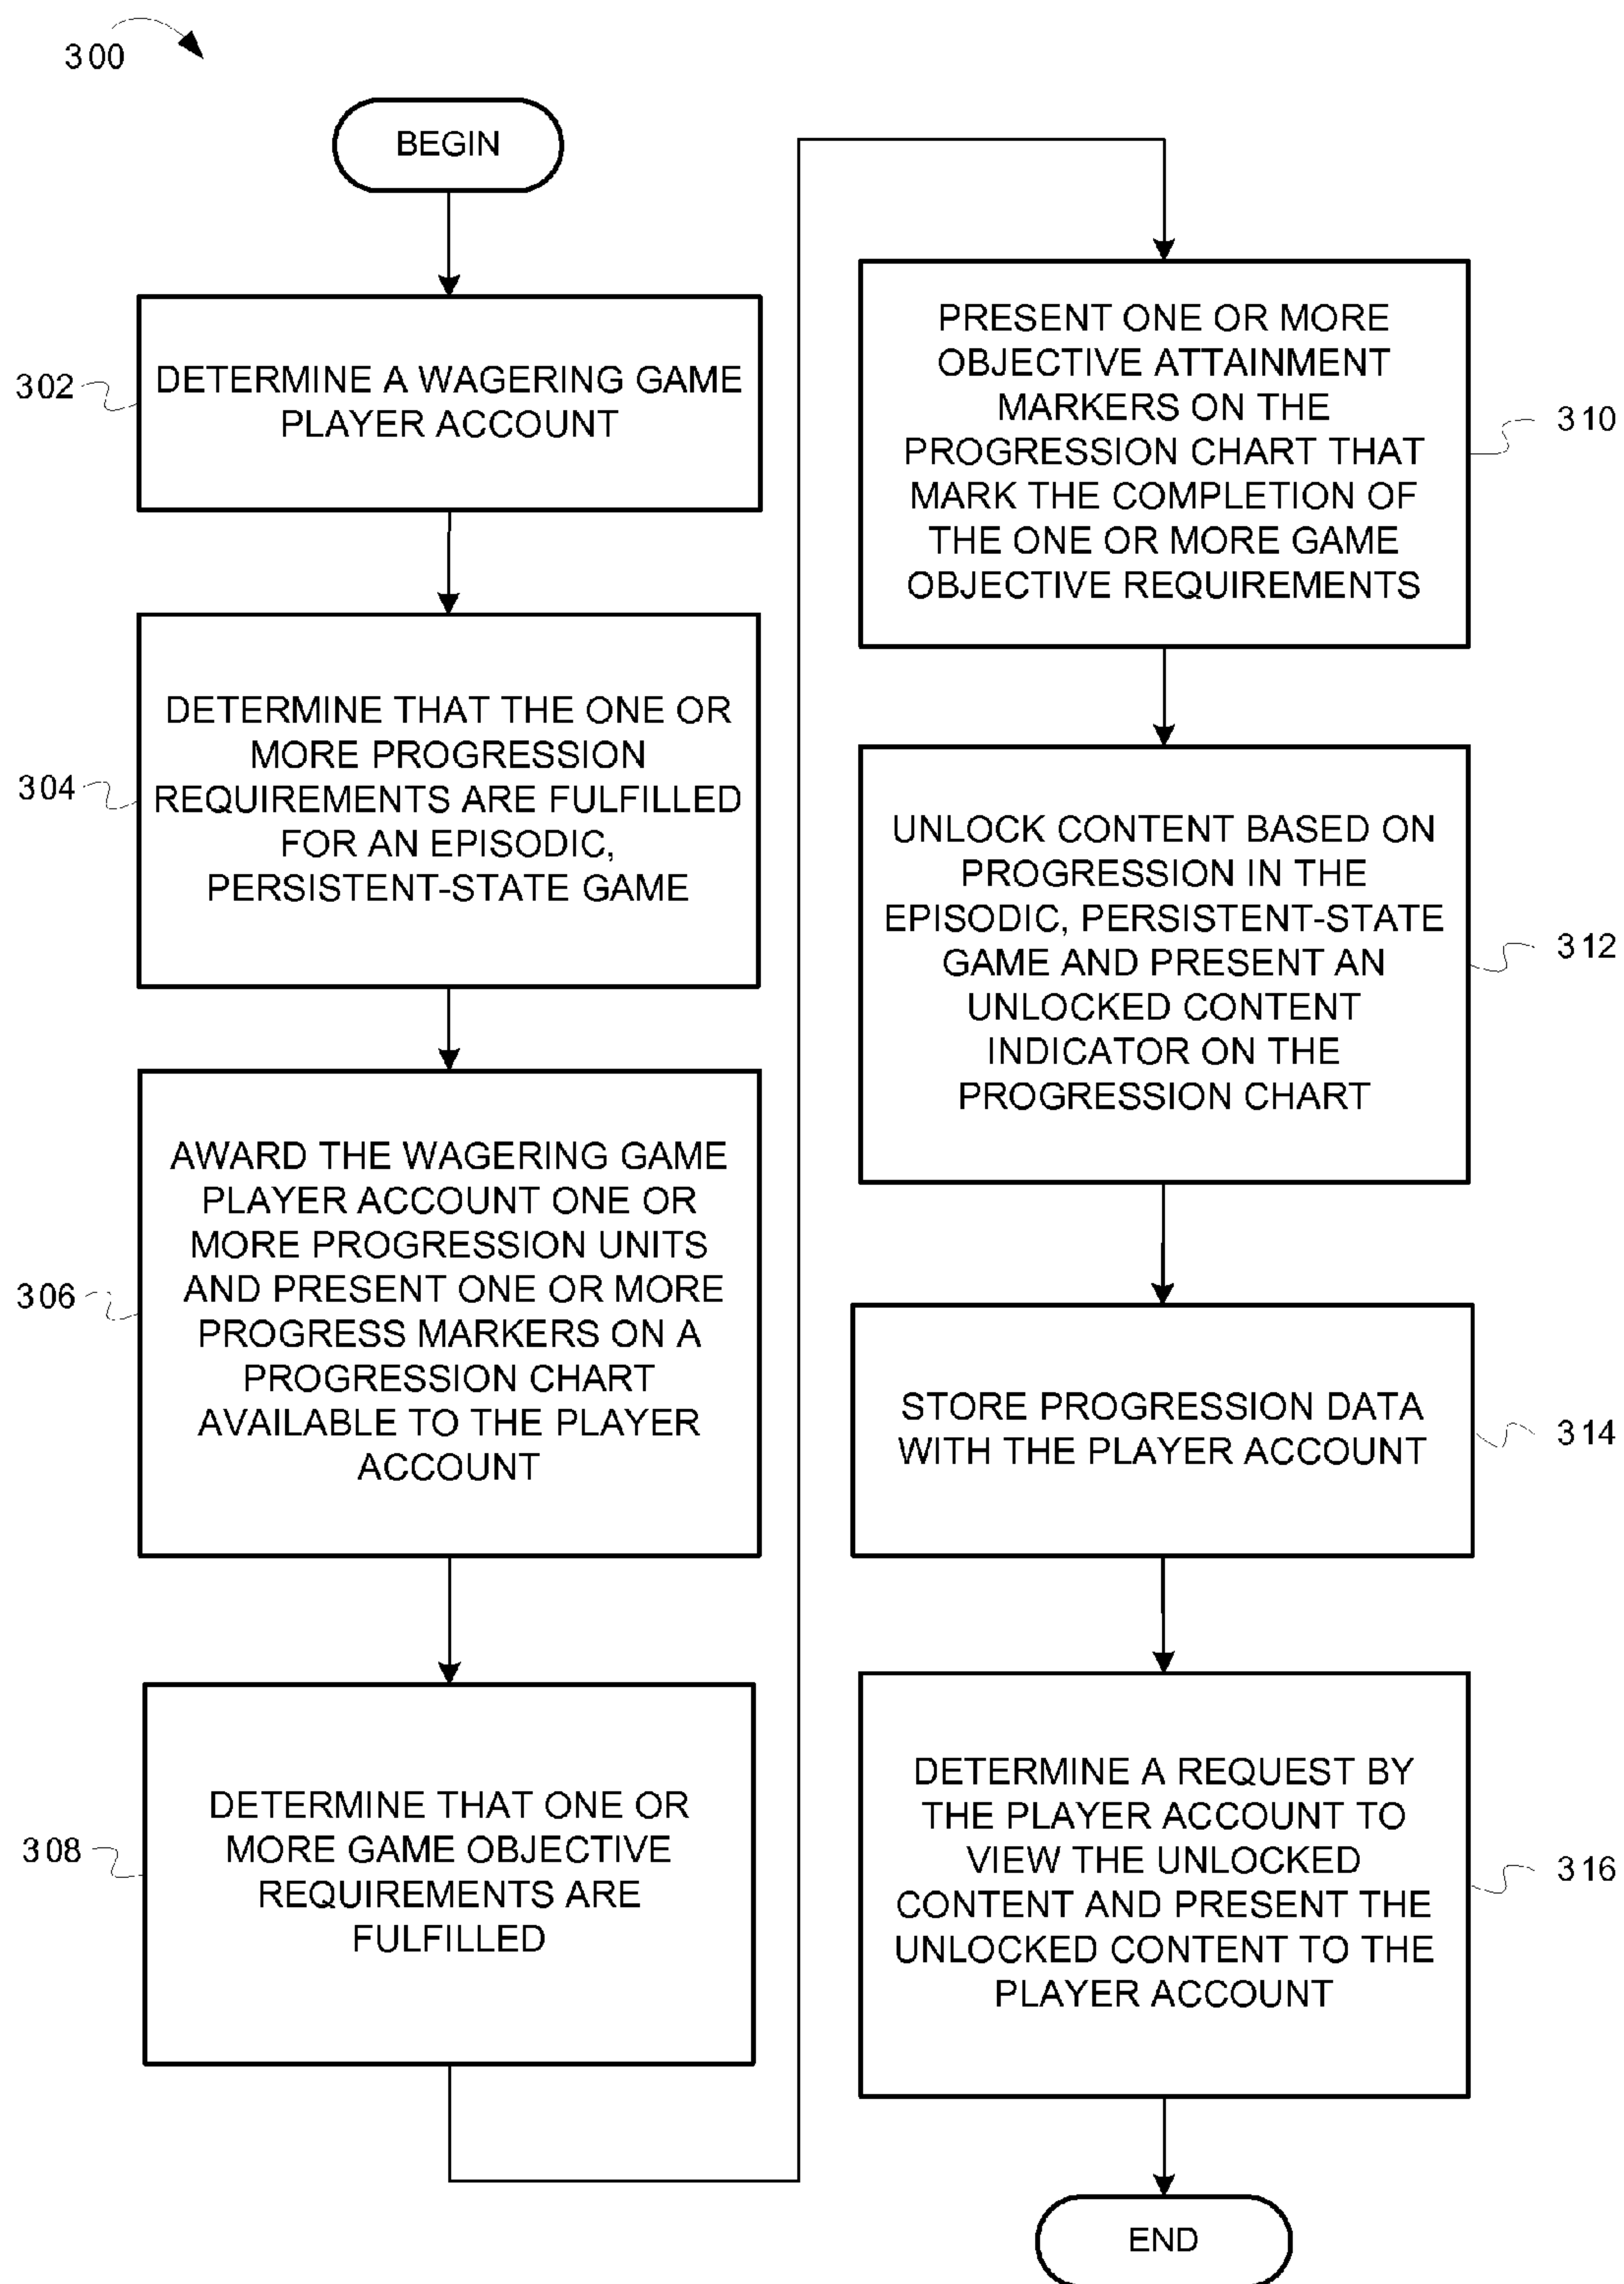 300
BEGIN
302
DETERMINE A WAGERING GAME
PLAYER ACCOUNT
304
DETERMINE THAT THE ONE OR
MORE PROGRESSION
REQUIREMENTS ARE FULFILLED
FOR AN EPISODIC,
PERSISTENT-STATE GAME
306
AWARD THE WAGERING GAME
PLAYER ACCOUNT ONE OR
MORE PROGRESSION UNITS
AND PRESENT ONE OR MORE
PROGRESS MARKERS ON A
PROGRESSION CHART
AVAILABLE TO THE PLAYER
ACCOUNT
308
DETERMINE THAT ONE OR
MORE GAME OBJECTIVE
REQUIREMENTS ARE
FULFILLED
PRESENT ONE OR MORE
OBJECTIVE ATTAINMENT
MARKERS ON THE
PROGRESSION CHART THAT
MARK THE COMPLETION OF
THE ONE OR MORE GAME
OBJECTIVE REQUIREMENTS
310
UNLOCK CONTENT BASED ON
PROGRESSION IN THE
EPISODIC, PERSISTENT-STATE
GAME AND PRESENT AN
UNLOCKED CONTENT
INDICATOR ON THE
PROGRESSION CHART
312
STORE PROGRESSION DATA
WITH THE PLAYER ACCOUNT
314
DETERMINE A REQUEST BY
THE PLAYER ACCOUNT TO
VIEW THE UNLOCKED
CONTENT AND PRESENT THE
UNLOCKED CONTENT TO THE
PLAYER ACCOUNT
316
END